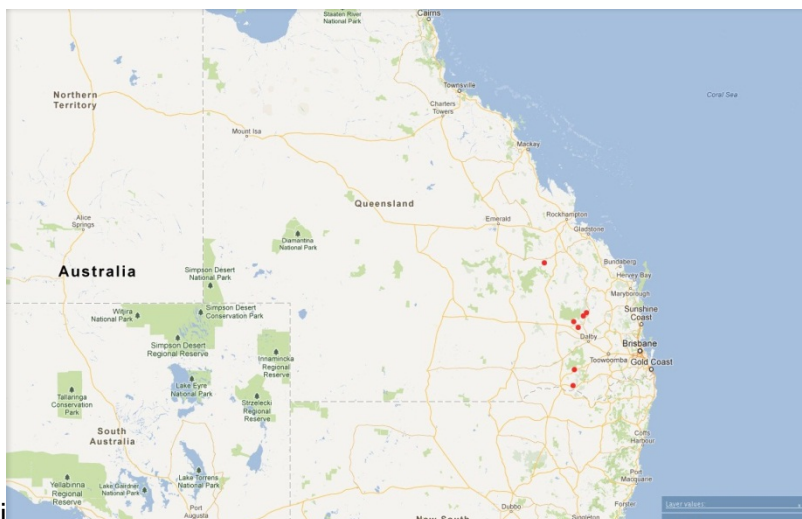 Staaten River
National Park
Cairns
Northern
Territory
Townsville
Coral Sea
Charters
Towers
Mount Isa
Mackay
Queensland
Emerald
Rockhampton
Gladstone
Alice
Springs
Diamantina
National Park
Australia
Simpson Desert
National Park
Bundaberg
Hervey Bay
Maryborough
Witjira
National Park
Simpson Desert
Conservation Park
Sunshine
Coast
Simpson Desert
Regional Reserve
Dalby
Brisbane
Toowoomba
Gold Coast
Innamincka
Regional
Reserve
Tallaringa
Conservation
Park
Lake Eyre
National Park
Strzelecki
Regional
Reserve
South
Australia
Coffs
Harbour
Yellabinna
Regional
Reserve
Lake Gairdner
National Park
Lake Torrens
National Park
Port
Macquarie
Port
Augusta
Dubbo
Forster
New South
Singleton
Layer values:
i